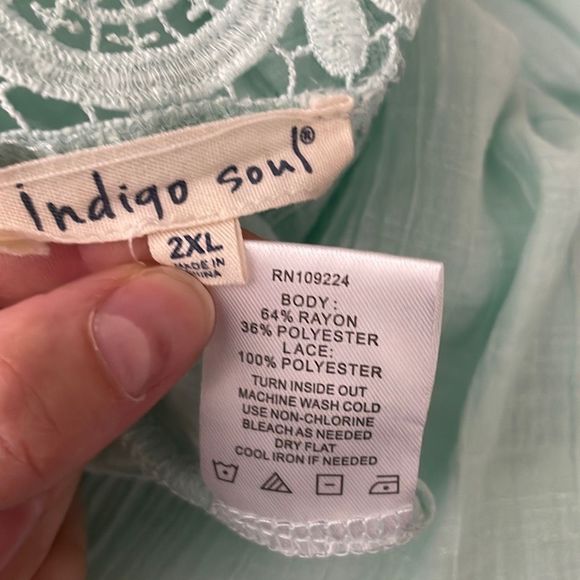 indigo soul®
2XL
MADE IN
CHINA
RN109224
BODY:
64% RAYON
36% POLYESTER
LACE:
100% POLYESTER
TURN INSIDE OUT
MACHINE WASH COLD
USE NON-CHLORINE
BLEACH AS NEEDED
DRY FLAT
COOL IRON IF NEEDED